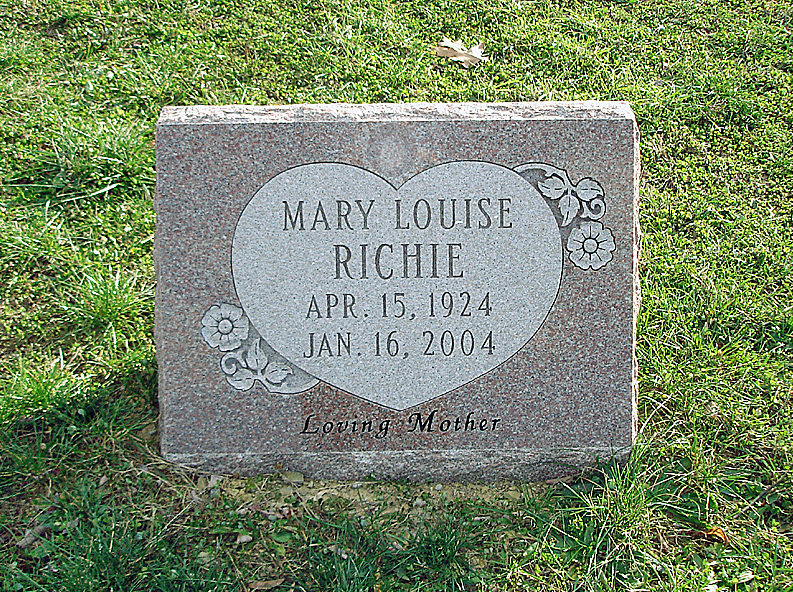 MARY LOUISE
RICHIE
APR. 15, 1924
JAN. 16, 2004
Loving Mother